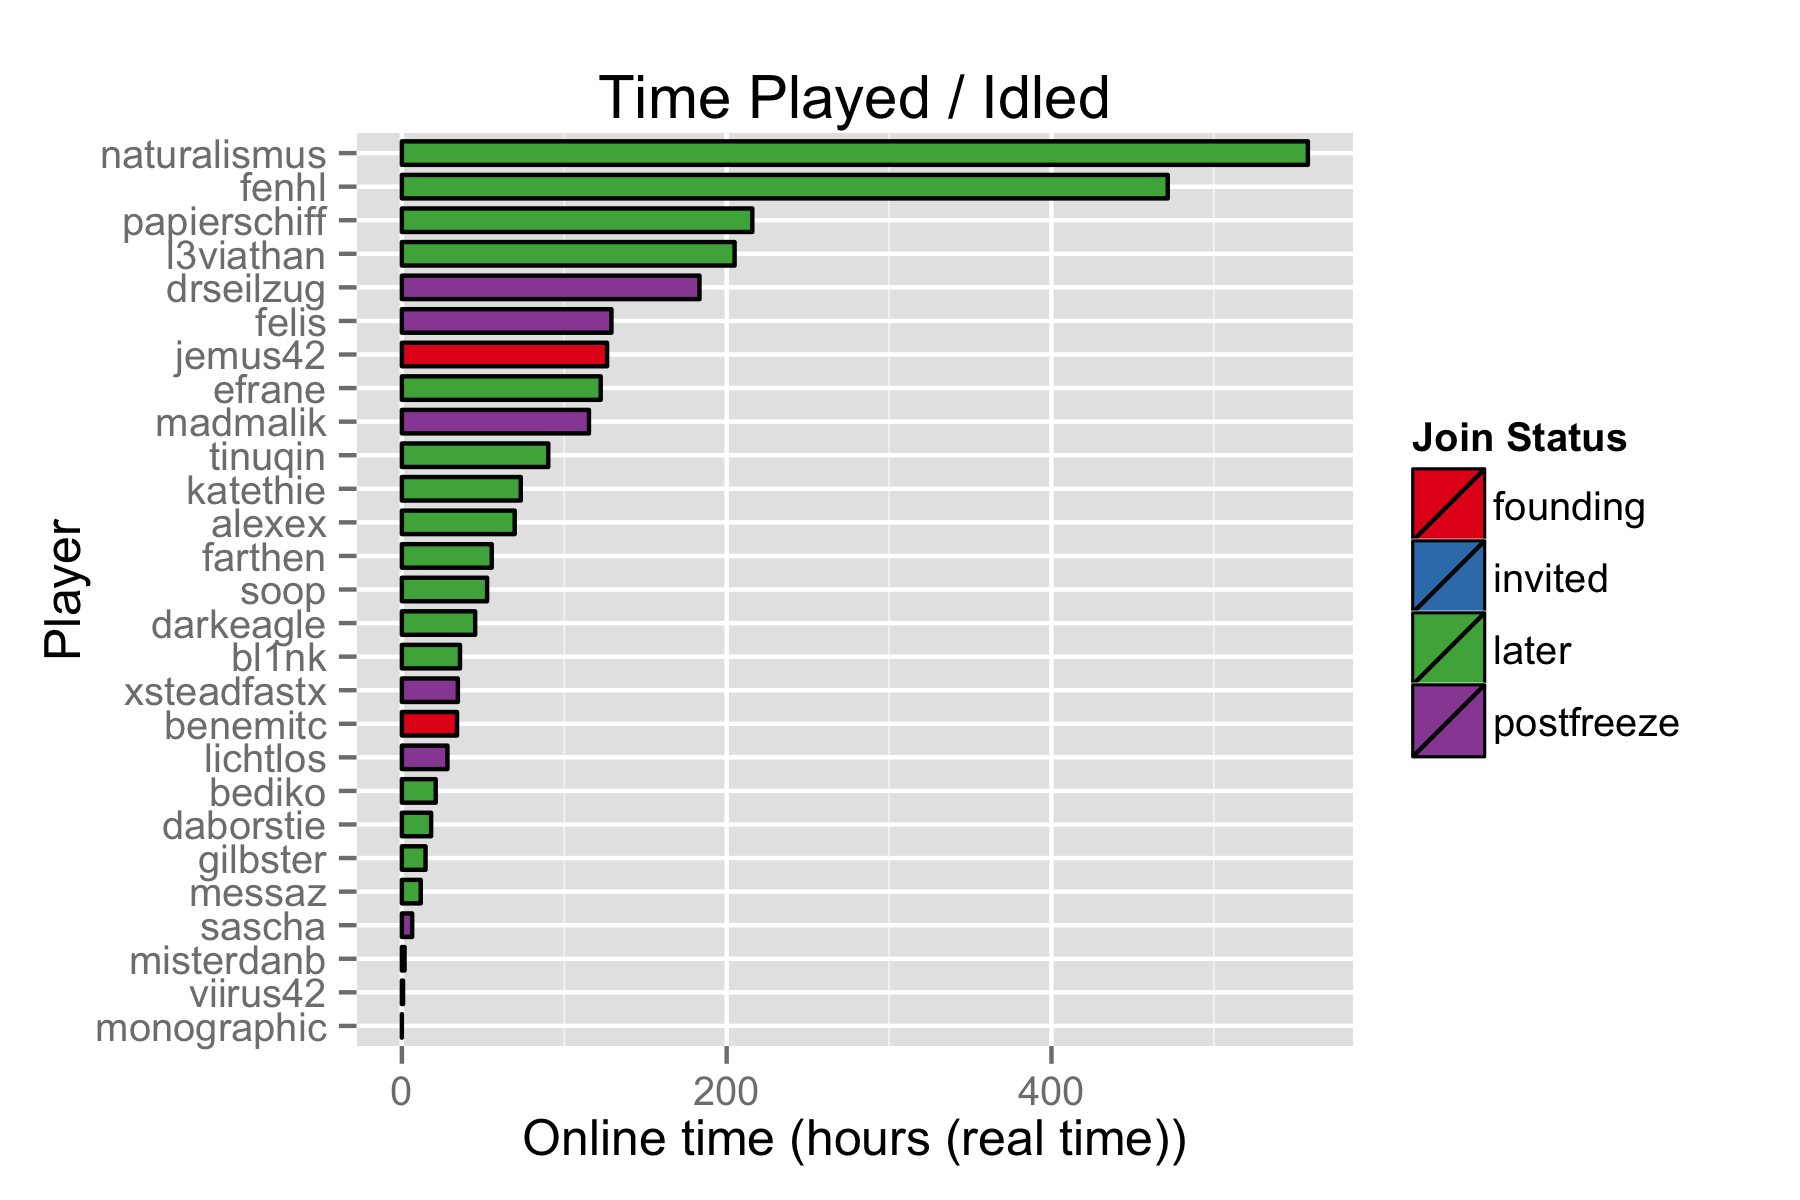 Time Played / Idled
naturalismus
fenhl
papierschiff
l3viathan
drseilzug
felis
jemus42
efrane
madmalik
tinuqin
katethie
alexex
farthen
soop
darkeagle
bl1nk
xsteadfastx
benemitc
lichtlos
bediko
daborstie
gilbster
messaz
sascha
misterdanb
viirus42
monographic
Player
0 200 400
Online time (hours (real time))
Join Status
founding
invited
later
postfreeze